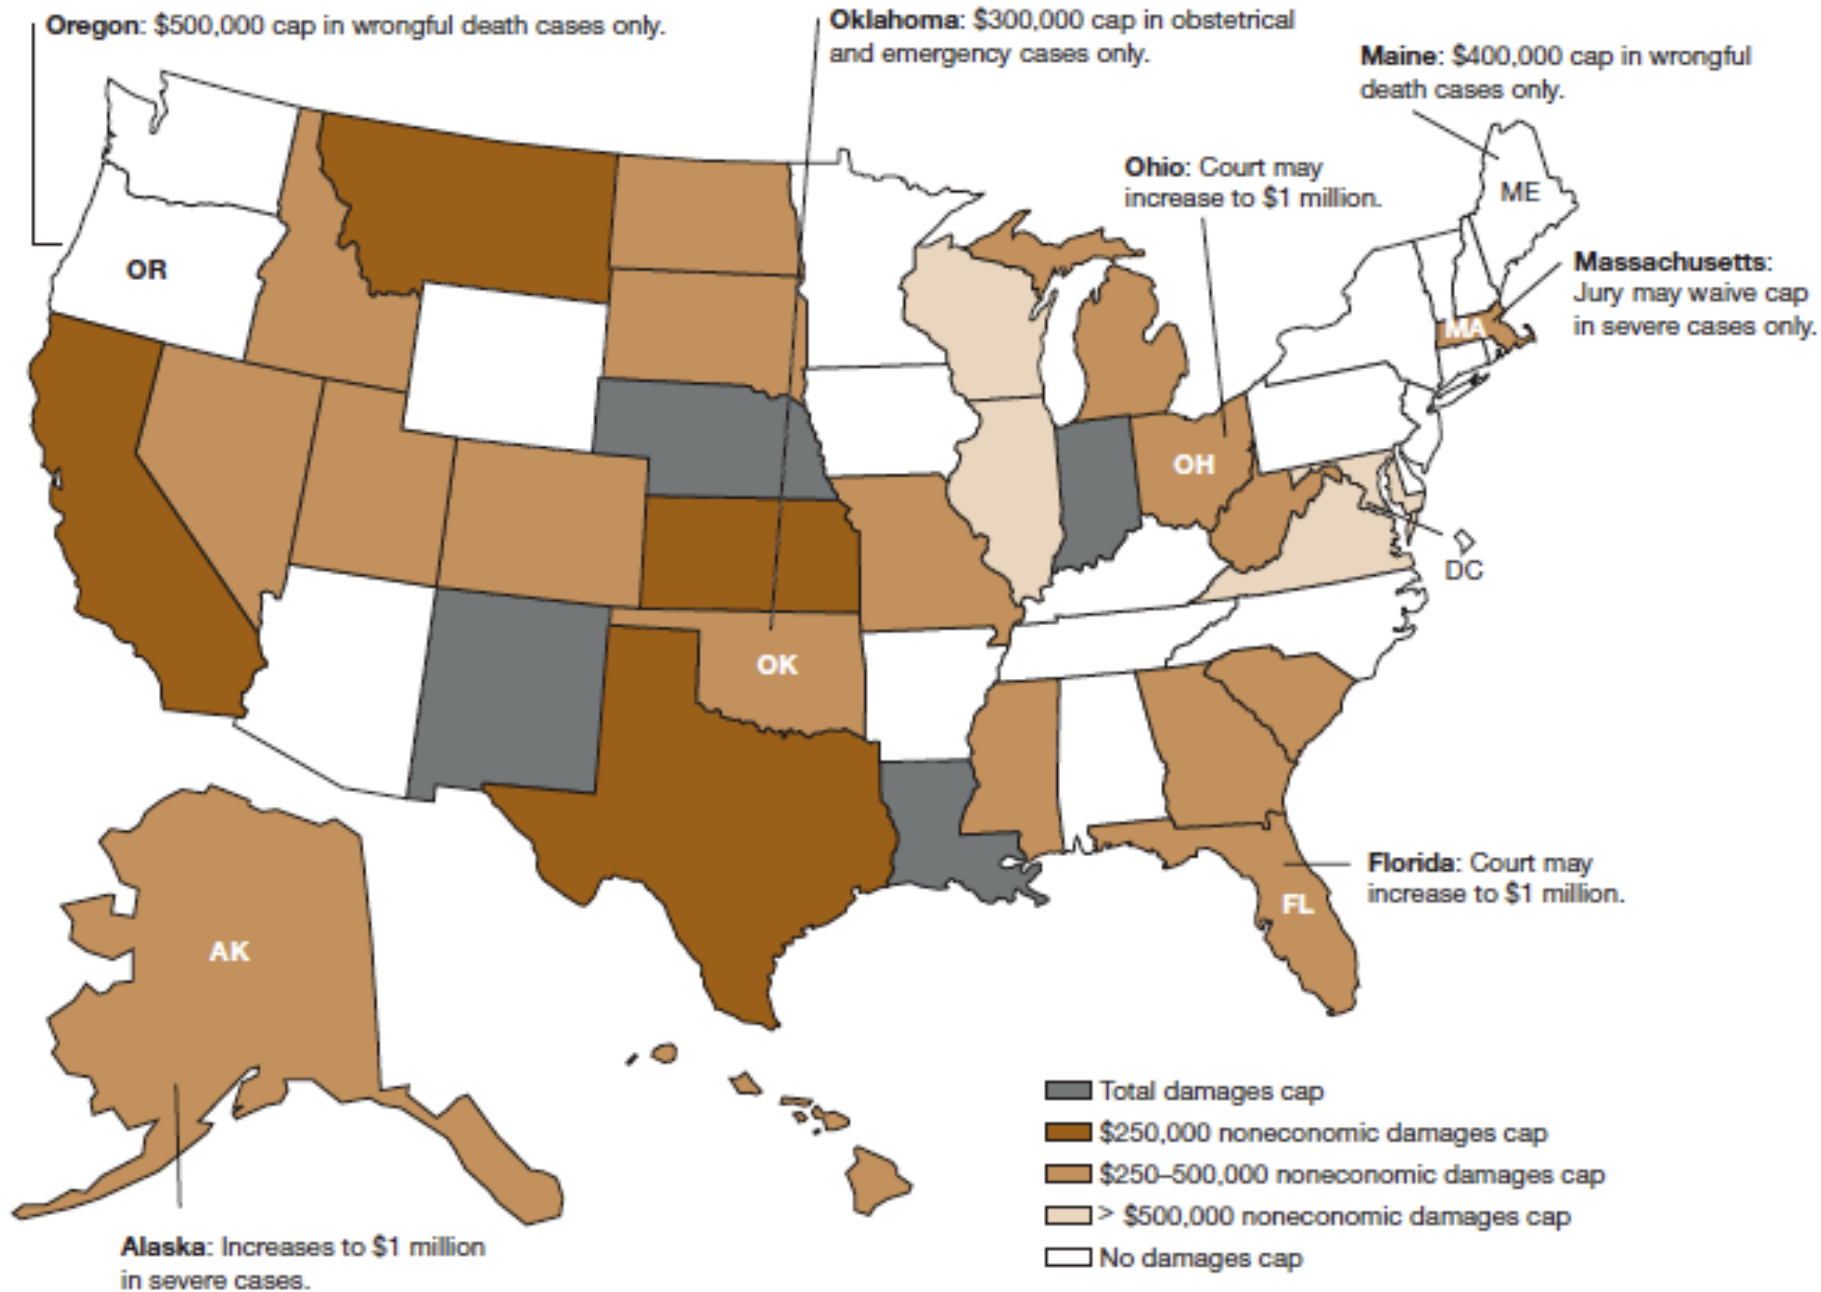 Oregon: $500,000 cap in wrongful death cases only.
Oklahoma: $300,000 cap in obstetrical
and emergency cases only.
Maine: $400,000 cap in wrongful
death cases only.
Ohio: Court may
increase to $1 million.
ME
Massachusetts:
Jury may waive cap
in severe cases only.
OR
MA
OH
DC
OK
Florida: Court may
increase to $1 million.
FL
AK
Alaska: Increases to $1 million
in severe cases.
Total damages cap
$250,000 noneconomic damages cap
$250–500,000 noneconomic damages cap
> $500,000 noneconomic damages cap
No damages cap